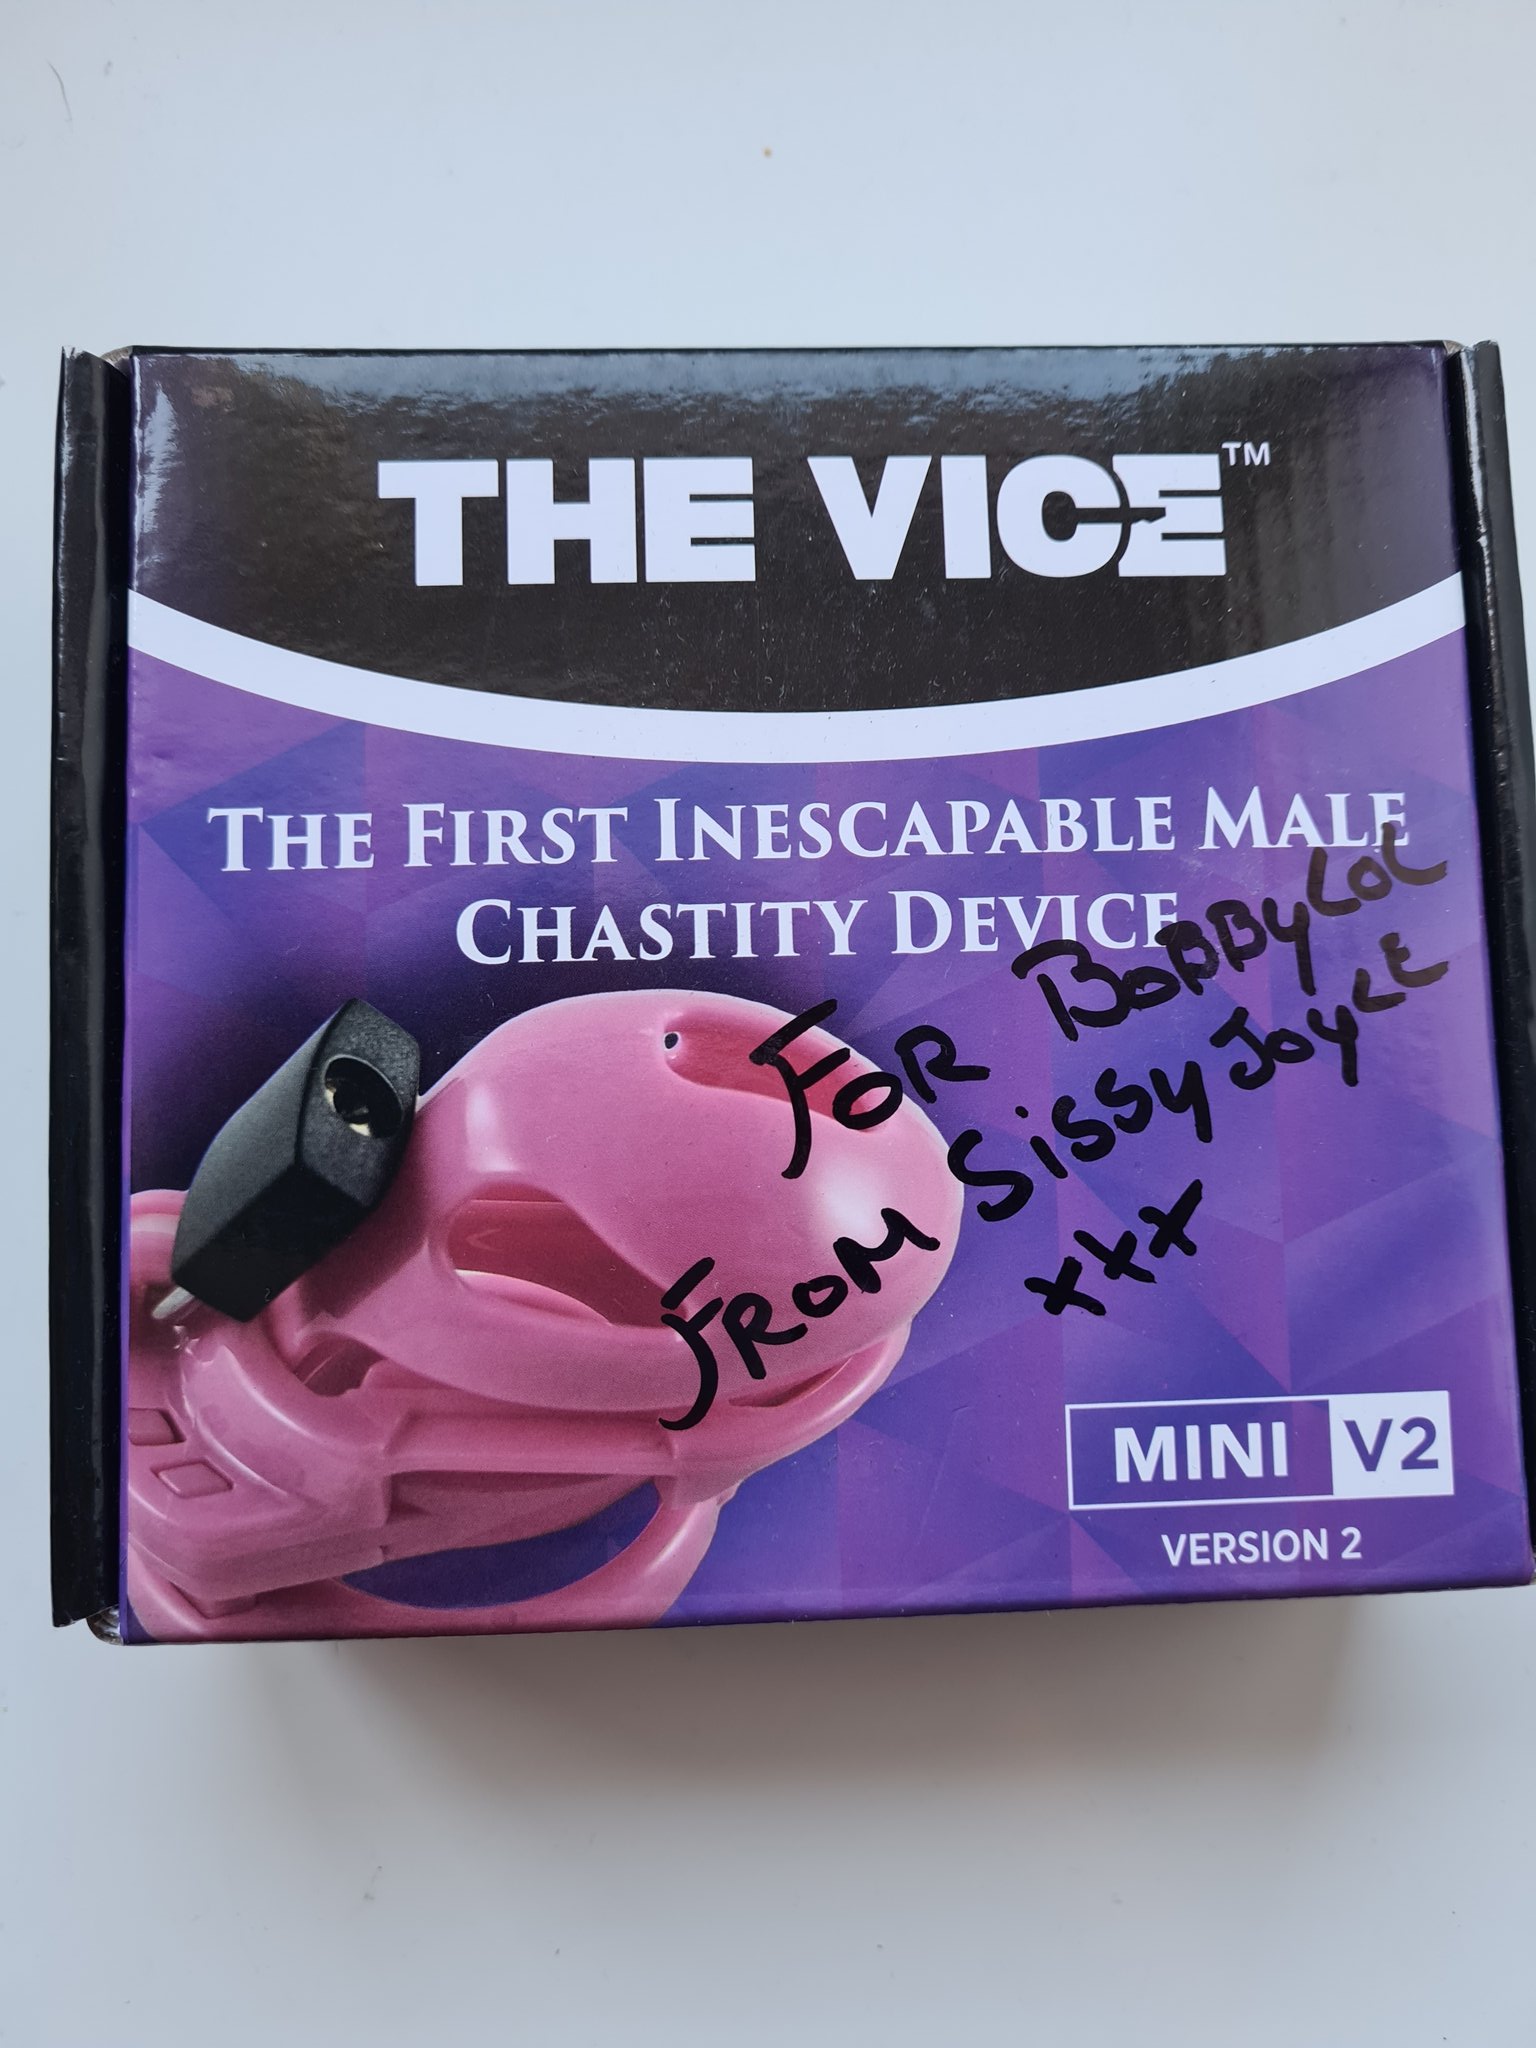 THE VICE™
THE FIRST INESCAPABLE MALE
CHASTITY DEVICE
FOR BOBBYLOL
FROM SISSY JOYCE
xxx
MINI V2
VERSION 2